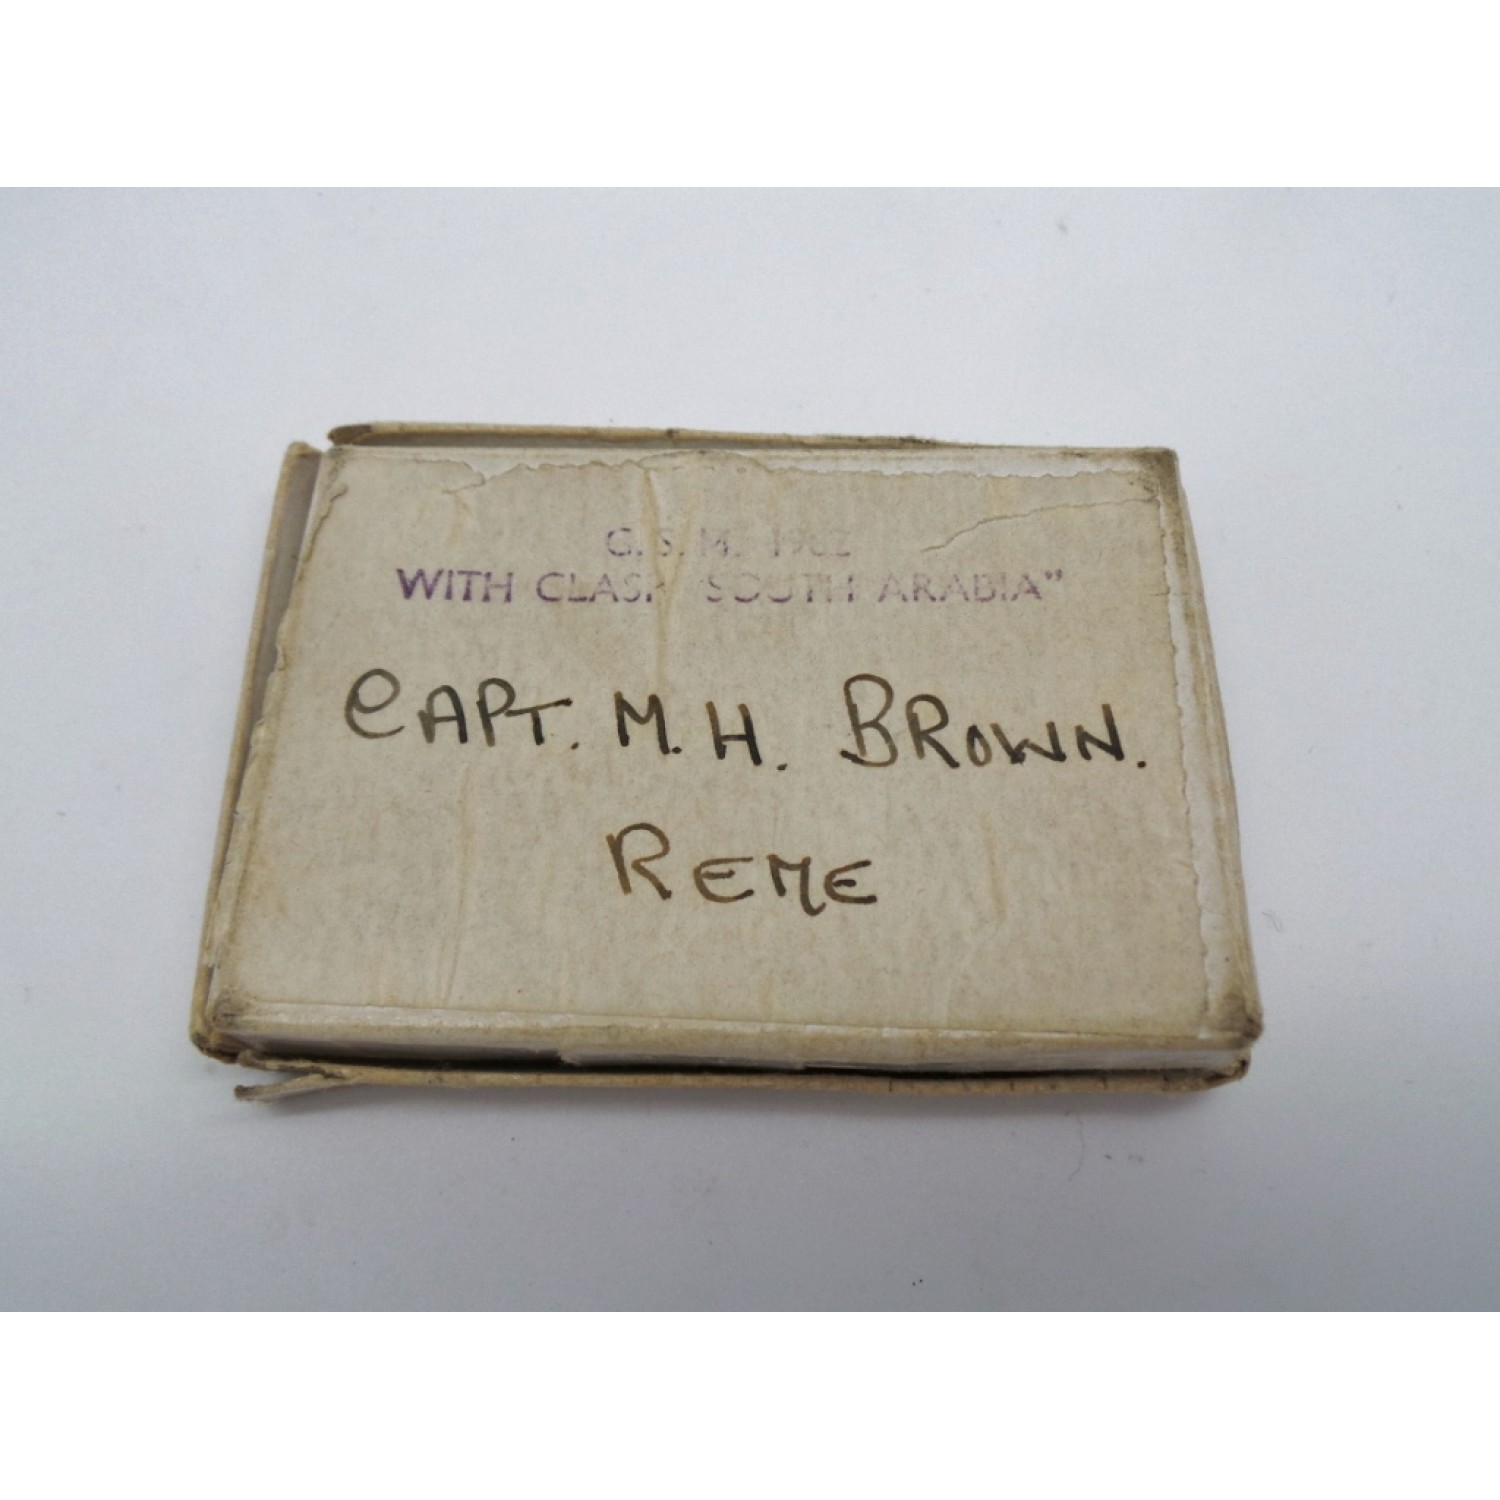 G.S.M. 1962
WITH CLASP "SOUTH ARABIA"
CAPT. M.H. BROWN.
REME